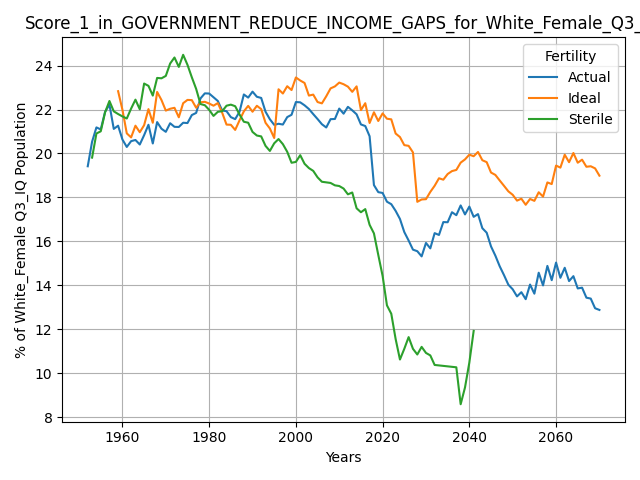 Score_1_in_GOVERNMENT_REDUCE_INCOME_GAPS_for_White_Female_Q3_
Fertility
Actual
Ideal
Sterile
% of White_Female Q3_IQ Population
24
22
20
18
16
14
12
10
8
1960
1980
2000
2020
2040
2060
Years